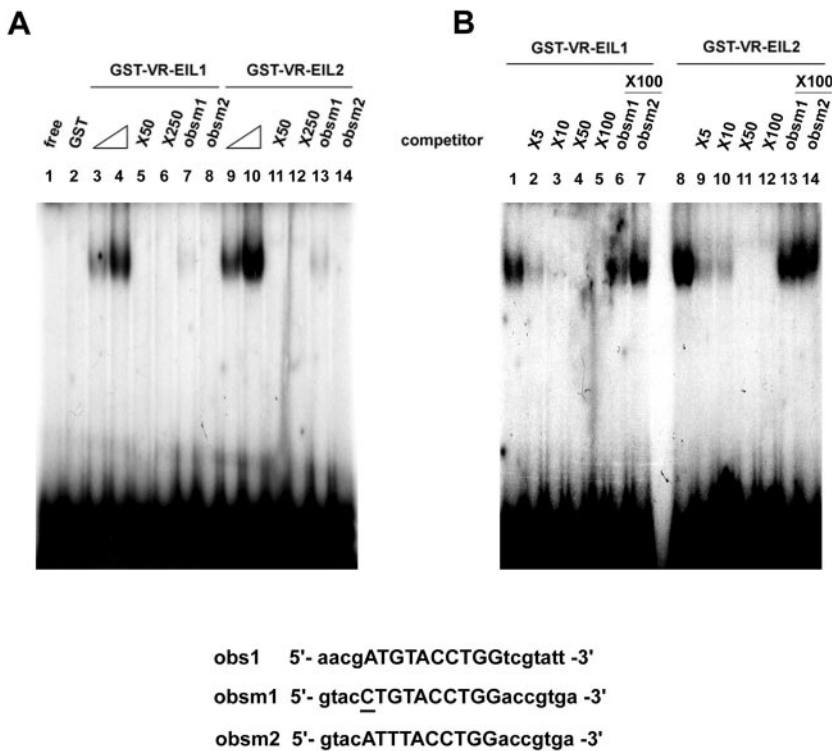 A
GST-VR-EIL1 GST-VR-EIL2
free GST X50 X250 obsm1 obsm2 X50 X250 obsm1 obsm2
1 2 3 4 5 6 7 8 9 10 11 12 13 14
B
GST-VR-EIL1 GST-VR-EIL2
X100 X100
competitor X5 X10 X50 X100 obsm1 obsm2 X5 X10 X50 X100 obsm1 obsm2
1 2 3 4 5 6 7 8 9 10 11 12 13 14
obs1 5'- aacgATGTACCTGGtcgtatt -3'
obsm1 5'- gtacCTGTACCTGGaccgtga -3'
obsm2 5'- gtacATTTACCTGGaccgtga -3'